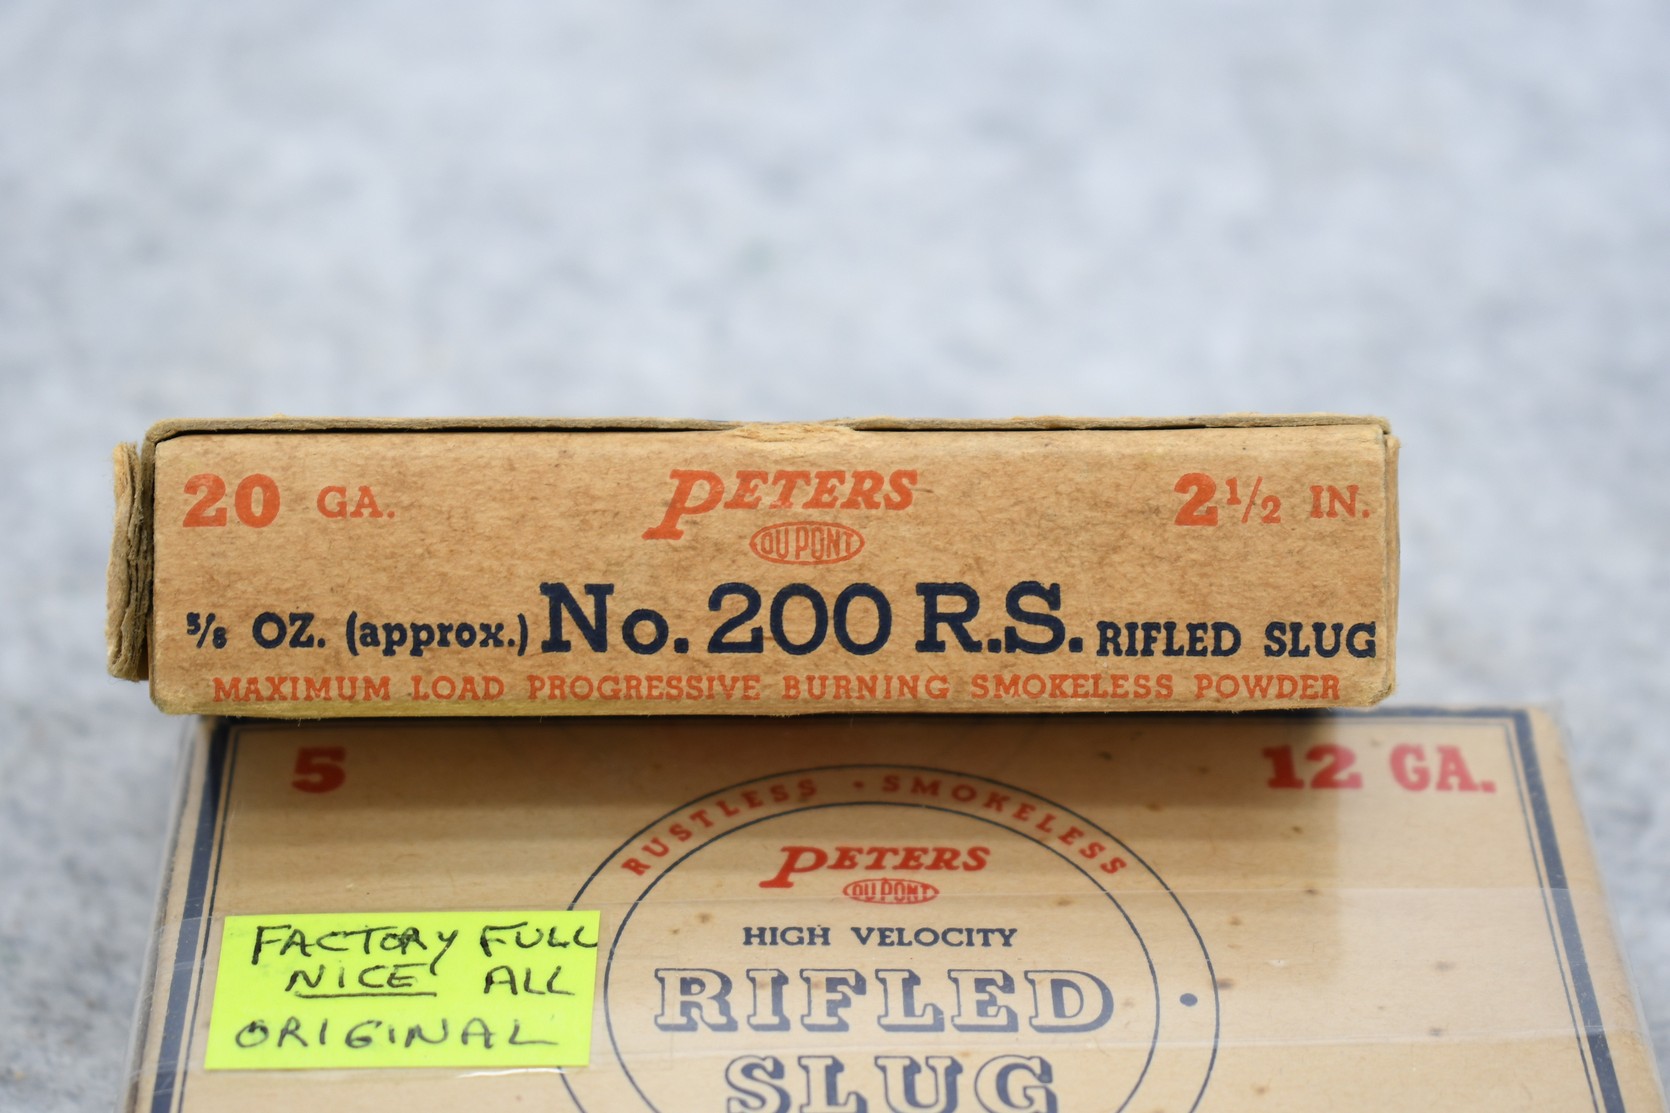 20 GA. PETERS 2 1/2 IN.
DU PONT
5/8 OZ. (approx.) No. 200 R.S. RIFLED SLUG
MAXIMUM LOAD PROGRESSIVE BURNING SMOKELESS POWDER
5 12 GA.
RUSTLESS • SMOKELESS
PETERS
DU PONT
HIGH VELOCITY
RIFLED
SLUG
FACTORY FULL
NICE ALL
ORIGINAL